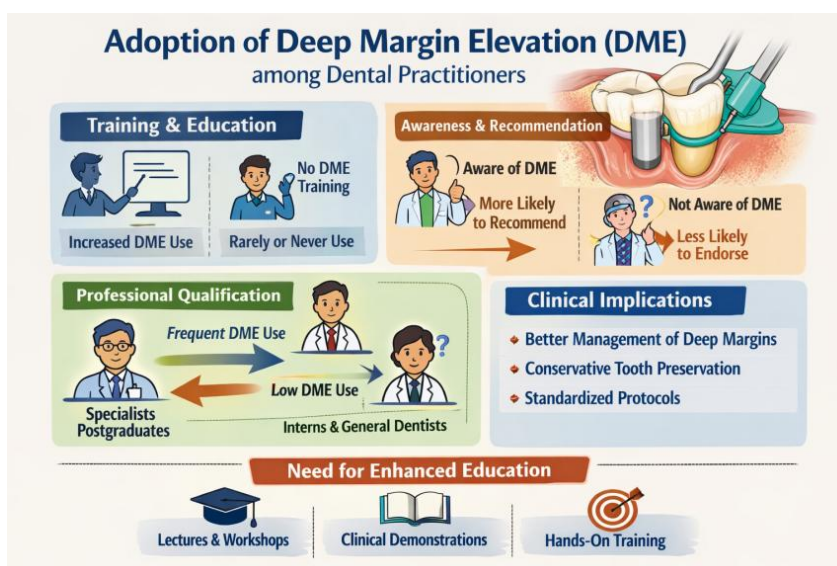 Adoption of Deep Margin Elevation (DME)
among Dental Practitioners
Training & Education
No DME
Training
Increased DME Use
Rarely or Never Use
Awareness & Recommendation
Aware of DME
More Likely
to Recommend
?
Not Aware of DME
Less Likely
to Endorse
Professional Qualification
Frequent DME Use
?
Low DME Use
Specialists
Postgraduates
Interns & General Dentists
Clinical Implications
Better Management of Deep Margins
Conservative Tooth Preservation
Standardized Protocols
Need for Enhanced Education
Lectures & Workshops
Clinical Demonstrations
Hands-On Training